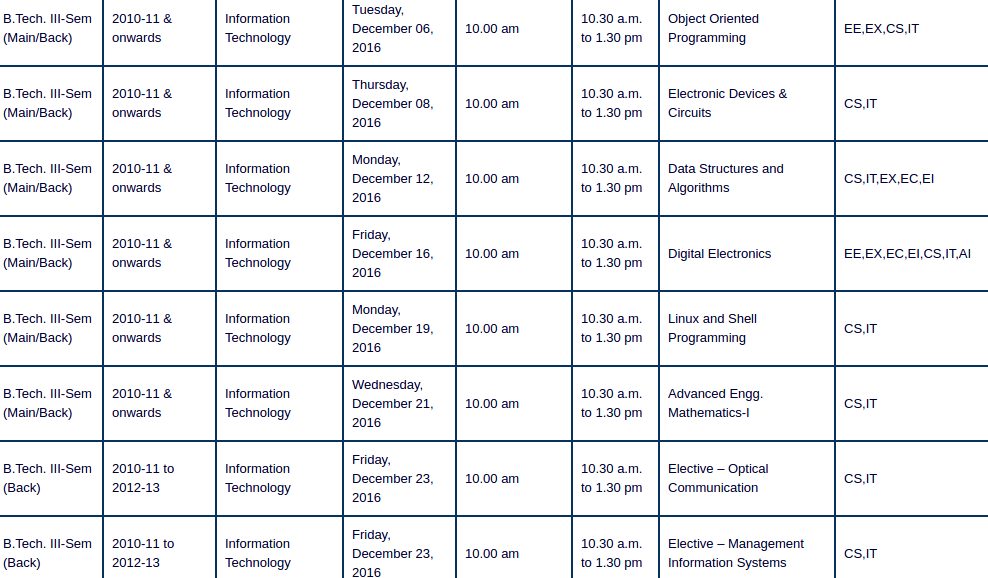 B.Tech. III-Sem
(Main/Back)
2010-11 &
onwards
Information
Technology
Tuesday,
December 06,
2016
10.00 am
10.30 a.m.
to 1.30 pm
Object Oriented
Programming
EE,EX,CS,IT
B.Tech. III-Sem
(Main/Back)
2010-11 &
onwards
Information
Technology
Thursday,
December 08,
2016
10.00 am
10.30 a.m.
to 1.30 pm
Electronic Devices &
Circuits
CS,IT
B.Tech. III-Sem
(Main/Back)
2010-11 &
onwards
Information
Technology
Monday,
December 12,
2016
10.00 am
10.30 a.m.
to 1.30 pm
Data Structures and
Algorithms
CS,IT,EX,EC,EI
B.Tech. III-Sem
(Main/Back)
2010-11 &
onwards
Information
Technology
Friday,
December 16,
2016
10.00 am
10.30 a.m.
to 1.30 pm
Digital Electronics
EE,EX,EC,EI,CS,IT,AI
B.Tech. III-Sem
(Main/Back)
2010-11 &
onwards
Information
Technology
Monday,
December 19,
2016
10.00 am
10.30 a.m.
to 1.30 pm
Linux and Shell
Programming
CS,IT
B.Tech. III-Sem
(Main/Back)
2010-11 &
onwards
Information
Technology
Wednesday,
December 21,
2016
10.00 am
10.30 a.m.
to 1.30 pm
Advanced Engg.
Mathematics-I
CS,IT
B.Tech. III-Sem
(Back)
2010-11 to
2012-13
Information
Technology
Friday,
December 23,
2016
10.00 am
10.30 a.m.
to 1.30 pm
Elective – Optical
Communication
CS,IT
B.Tech. III-Sem
(Back)
2010-11 to
2012-13
Information
Technology
Friday,
December 23,
2016
10.00 am
10.30 a.m.
to 1.30 pm
Elective – Management
Information Systems
CS,IT